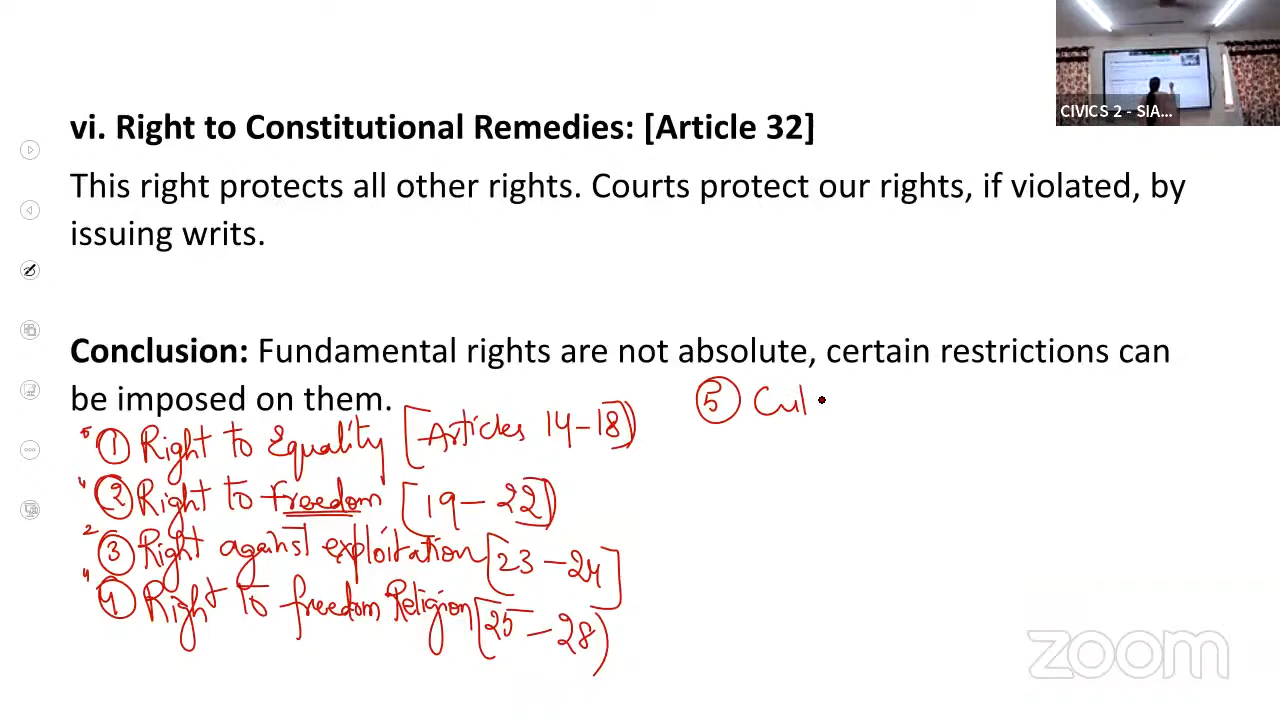 CIVICS 2 - SIA...
vi. Right to Constitutional Remedies: [Article 32]
This right protects all other rights. Courts protect our rights, if violated, by
issuing writs.
Conclusion: Fundamental rights are not absolute, certain restrictions can
be imposed on them.
① Right to Equality [Articles 14-18]
② Right to freedom [19-22]
③ Right against exploitation [23-24]
④ Right to freedom Religion [25-28]
⑤ Cul
zoom